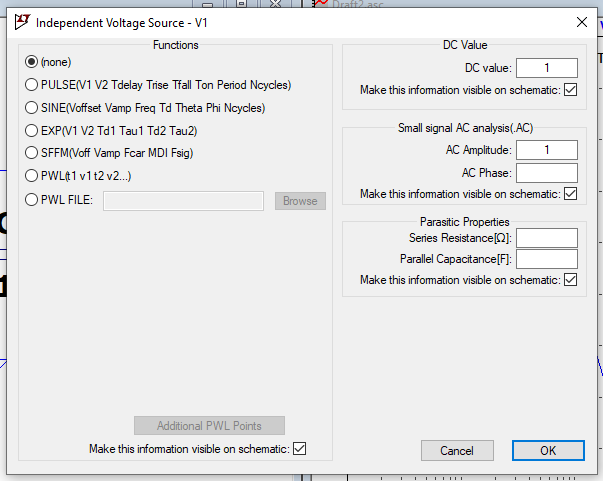 Draft2.asc
Independent Voltage Source - V1
Functions
(none)
PULSE(V1 V2 Tdelay Trise Tfall Ton Period Ncycles)
SINE(Voffset Vamp Freq Td Theta Phi Ncycles)
EXP(V1 V2 Td1 Tau1 Td2 Tau2)
SFFM(Voff Vamp Fcar MDI Fsig)
PWL(t1 v1 t2 v2...)
PWL FILE:
Browse
Additional PWL Points
Make this information visible on schematic:
DC Value
DC value: 1
Make this information visible on schematic:
Small signal AC analysis(.AC)
AC Amplitude: 1
AC Phase:
Make this information visible on schematic:
Parasitic Properties
Series Resistance[Ω]:
Parallel Capacitance[F]:
Make this information visible on schematic:
Cancel
OK